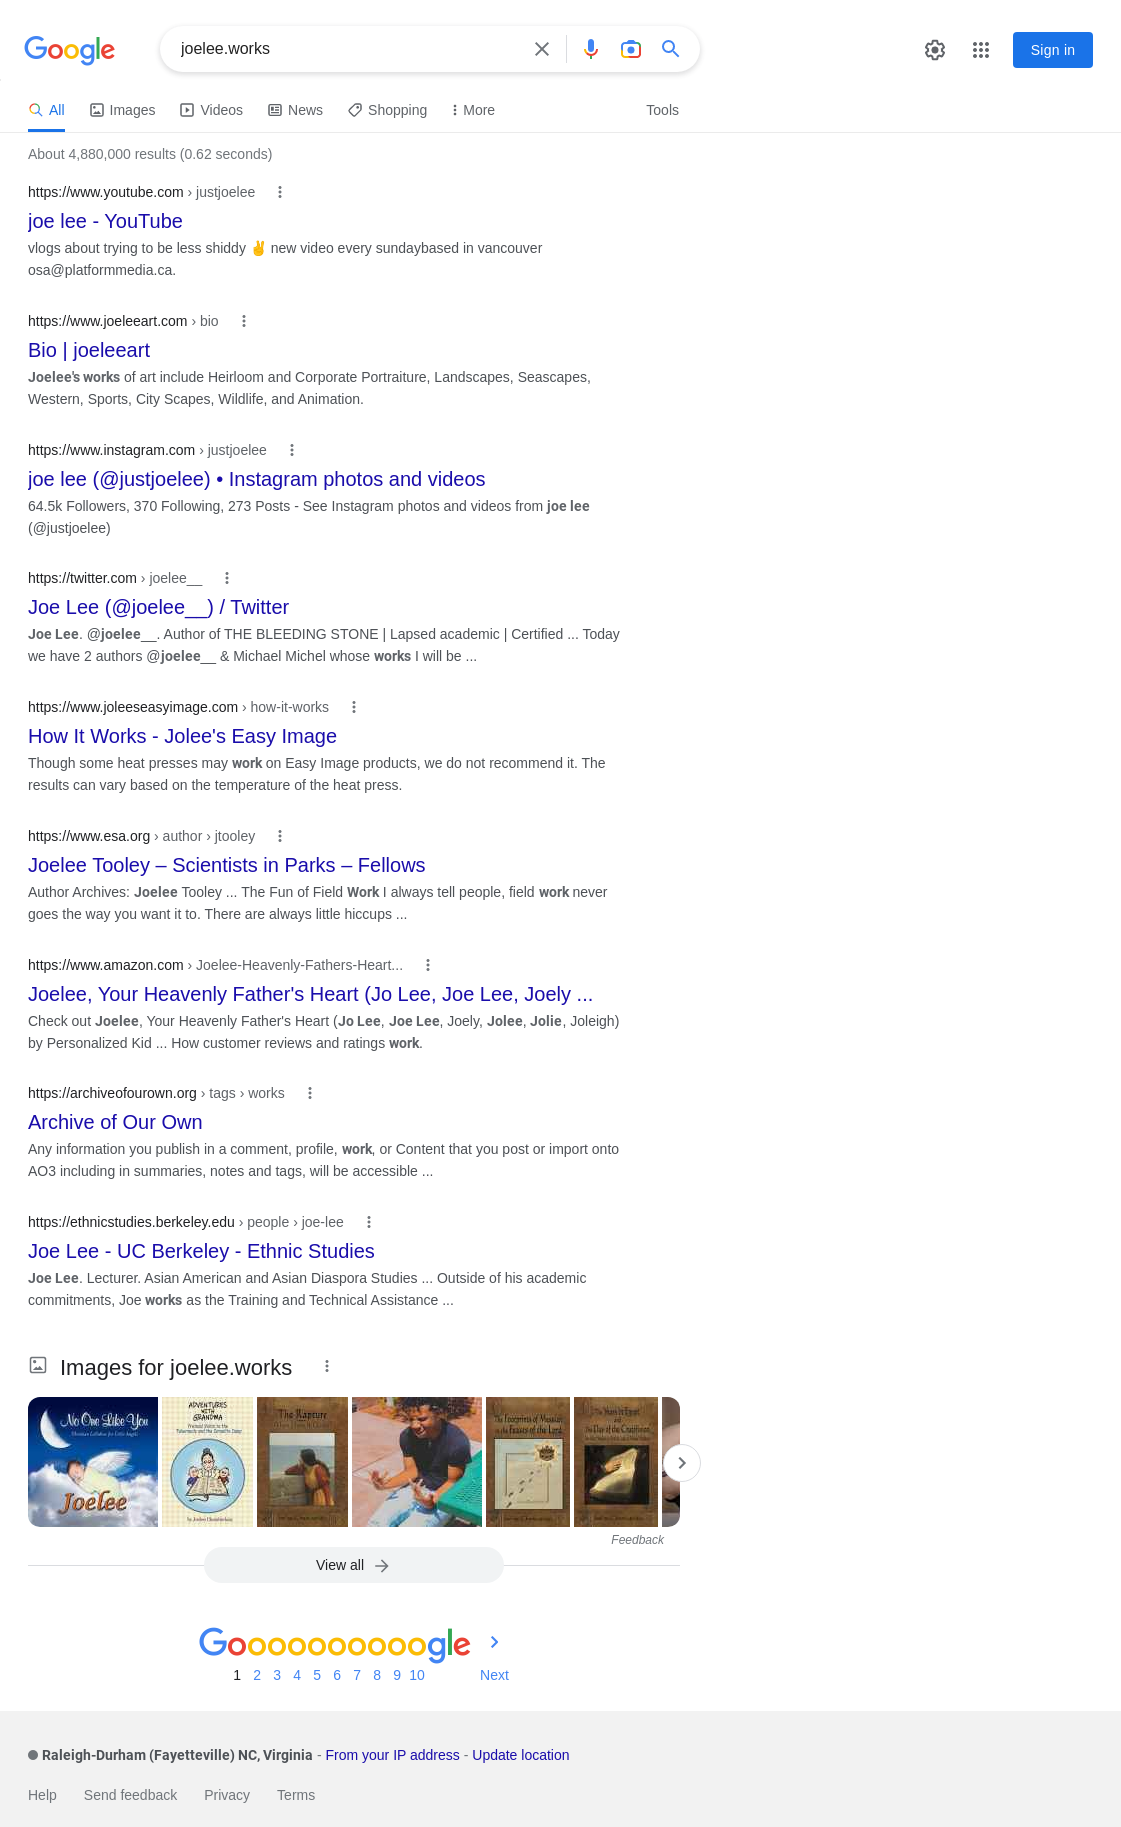 Google
joelee.works
Sign in
All
Images
Videos
News
Shopping
More
Tools
About 4,880,000 results (0.62 seconds)
https://www.youtube.com › justjoelee
joe lee - YouTube
vlogs about trying to be less shiddy ✌️ new video every sundaybased in vancouver
osa@platformmedia.ca.
https://www.joeleeart.com › bio
Bio | joeleeart
Joelee's works of art include Heirloom and Corporate Portraiture, Landscapes, Seascapes,
Western, Sports, City Scapes, Wildlife, and Animation.
https://www.instagram.com › justjoelee
joe lee (@justjoelee) • Instagram photos and videos
64.5k Followers, 370 Following, 273 Posts - See Instagram photos and videos from joe lee
(@justjoelee)
https://twitter.com › joelee__
Joe Lee (@joelee__) / Twitter
Joe Lee. @joelee__. Author of THE BLEEDING STONE | Lapsed academic | Certified ... Today
we have 2 authors @joelee__ & Michael Michel whose works I will be ...
https://www.joleeseasyimage.com › how-it-works
How It Works - Jolee's Easy Image
Though some heat presses may work on Easy Image products, we do not recommend it. The
results can vary based on the temperature of the heat press.
https://www.esa.org › author › jtooley
Joelee Tooley – Scientists in Parks – Fellows
Author Archives: Joelee Tooley ... The Fun of Field Work I always tell people, field work never
goes the way you want it to. There are always little hiccups ...
https://www.amazon.com › Joelee-Heavenly-Fathers-Heart...
Joelee, Your Heavenly Father's Heart (Jo Lee, Joe Lee, Joely ...
Check out Joelee, Your Heavenly Father's Heart (Jo Lee, Joe Lee, Joely, Jolee, Jolie, Joleigh)
by Personalized Kid ... How customer reviews and ratings work.
https://archiveofourown.org › tags › works
Archive of Our Own
Any information you publish in a comment, profile, work, or Content that you post or import onto
AO3 including in summaries, notes and tags, will be accessible ...
https://ethnicstudies.berkeley.edu › people › joe-lee
Joe Lee - UC Berkeley - Ethnic Studies
Joe Lee. Lecturer. Asian American and Asian Diaspora Studies ... Outside of his academic
commitments, Joe works as the Training and Technical Assistance ...
Images for joelee.works
No One Like You
Joelee
ADVENTURES
WITH
GRANDMA
The Rapture
Feedback
View all
Goooooooooogle
1 2 3 4 5 6 7 8 9 10 Next
Raleigh-Durham (Fayetteville) NC, Virginia - From your IP address - Update location
Help
Send feedback
Privacy
Terms